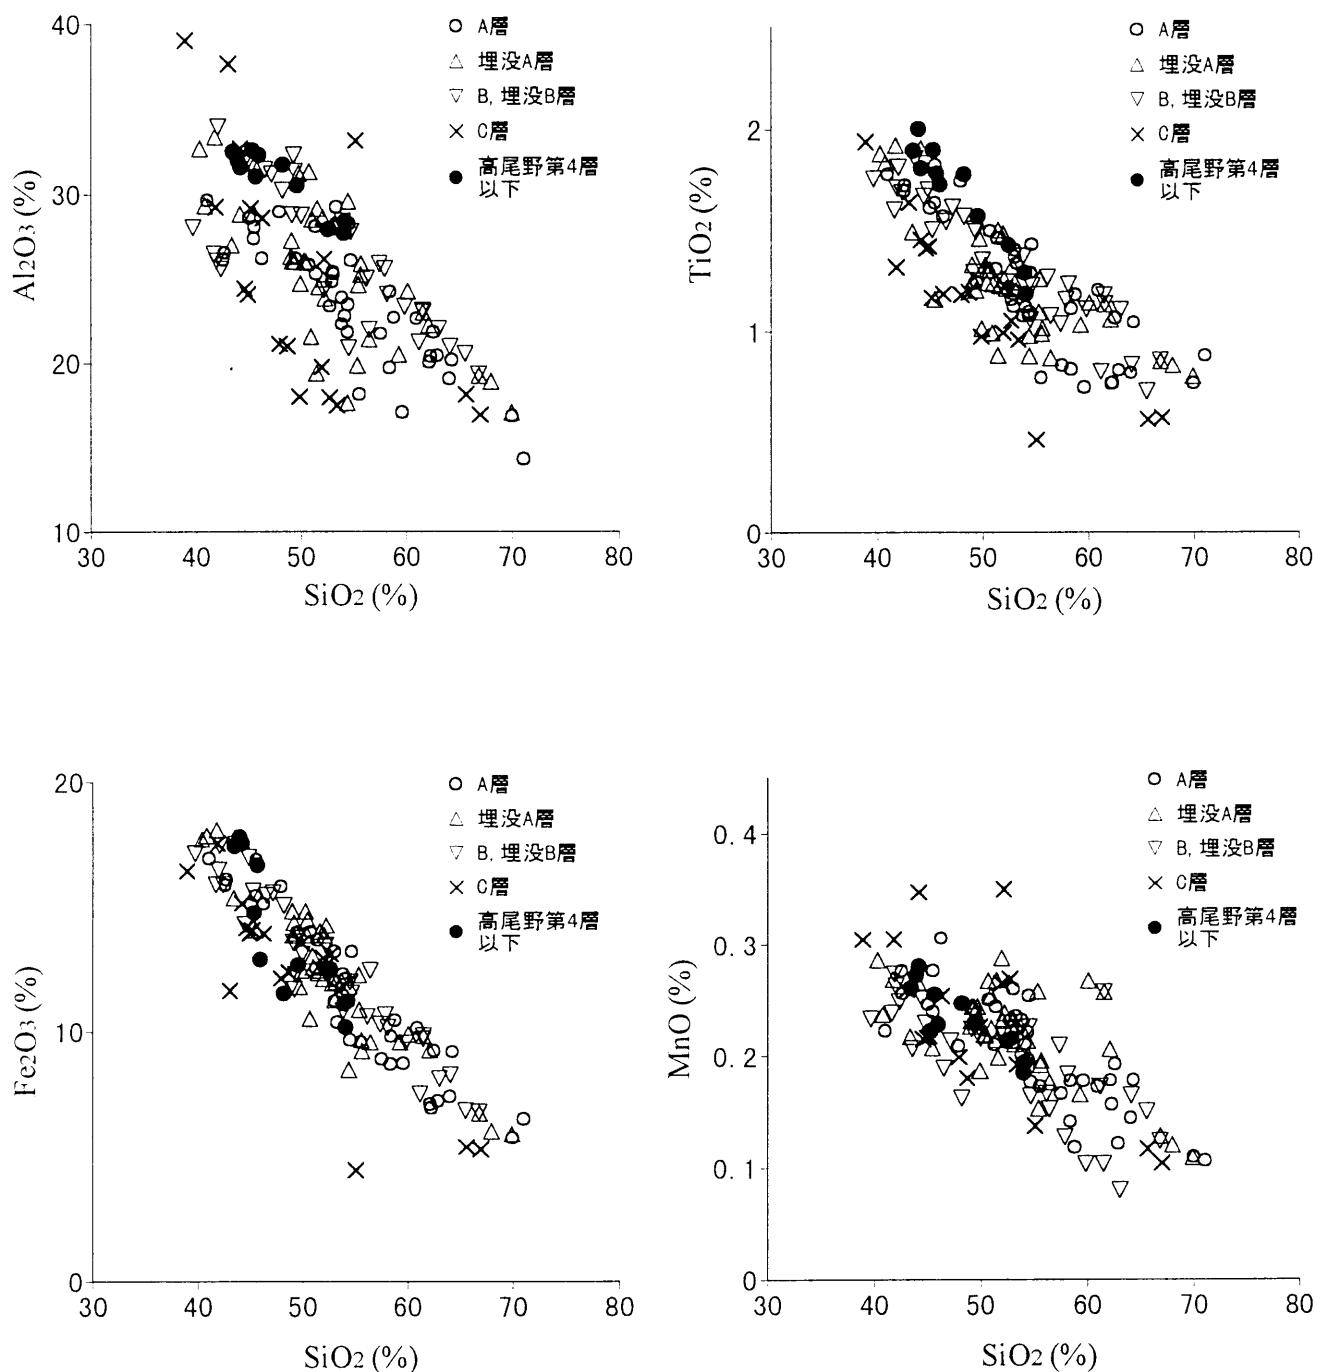 40
30
20
10
Al2O3 (%)
30 40 50 60 70 80
SiO2 (%)
A層
埋没A層
B, 埋没B層
C層
高尾野第4層
以下
2
1
0
TiO2 (%)
30 40 50 60 70 80
SiO2 (%)
A層
埋没A層
B, 埋没B層
C層
高尾野第4層
以下
20
10
0
Fe2O3 (%)
30 40 50 60 70 80
SiO2 (%)
A層
埋没A層
B, 埋没B層
C層
高尾野第4層
以下
0.4
0.3
0.2
0.1
0
MnO (%)
30 40 50 60 70 80
SiO2 (%)
A層
埋没A層
B, 埋没B層
C層
高尾野第4層
以下